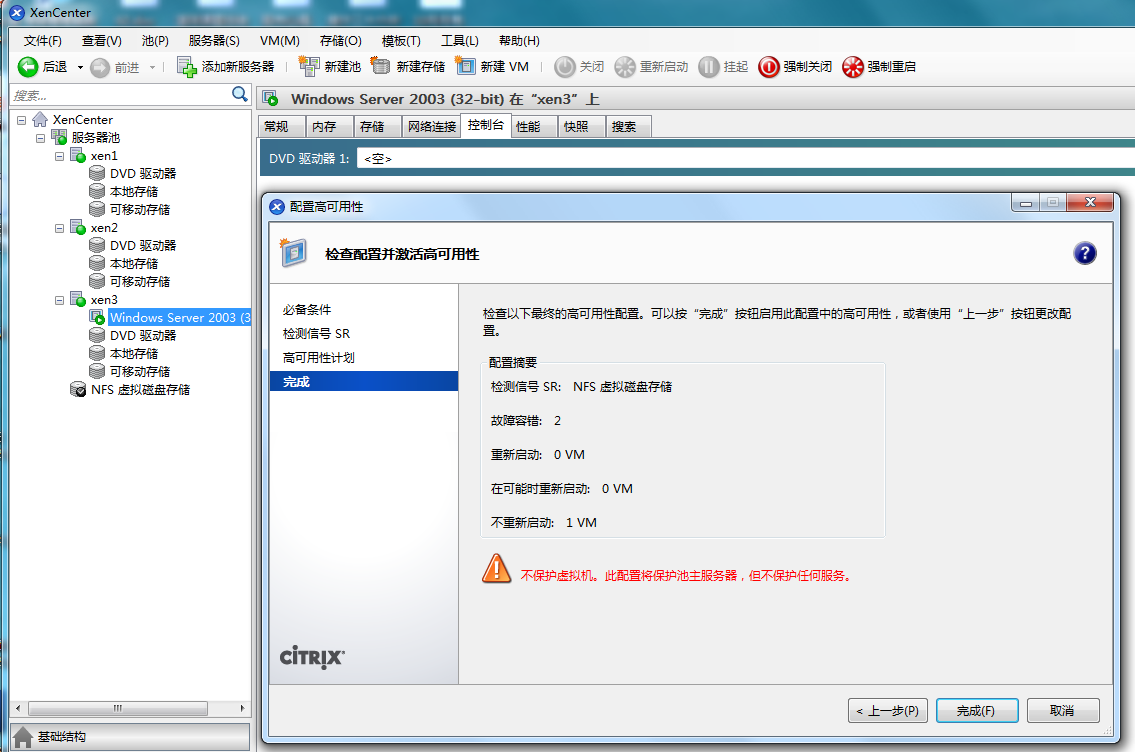 XenCenter
文件(F) 查看(V) 池(P) 服务器(S) VM(M) 存储(O) 模板(T) 工具(L) 帮助(H)
后退 前进 添加新服务器 新建池 新建存储 新建 VM 关闭 重新启动 挂起 强制关闭 强制重启
搜索...
XenCenter
服务器池
xen1
DVD 驱动器
本地存储
可移动存储
xen2
DVD 驱动器
本地存储
可移动存储
xen3
Windows Server 2003 (3
DVD 驱动器
本地存储
可移动存储
NFS 虚拟磁盘存储
基础结构
Windows Server 2003 (32-bit) 在“xen3”上
常规 内存 存储 网络连接 控制台 性能 快照 搜索
DVD 驱动器 1: <空>
配置高可用性
检查配置并激活高可用性
?
必备条件
检测信号 SR
高可用性计划
完成
CITRIX
检查以下最终的高可用性配置。可以按“完成”按钮启用此配置中的高可用性，或者使用“上一步”按钮更改配
置。
配置摘要
检测信号 SR: NFS 虚拟磁盘存储
故障容错: 2
重新启动: 0 VM
在可能时重新启动: 0 VM
不重新启动: 1 VM
不保护虚拟机。此配置将保护池主服务器，但不保护任何服务。
< 上一步(P) 完成(F) 取消